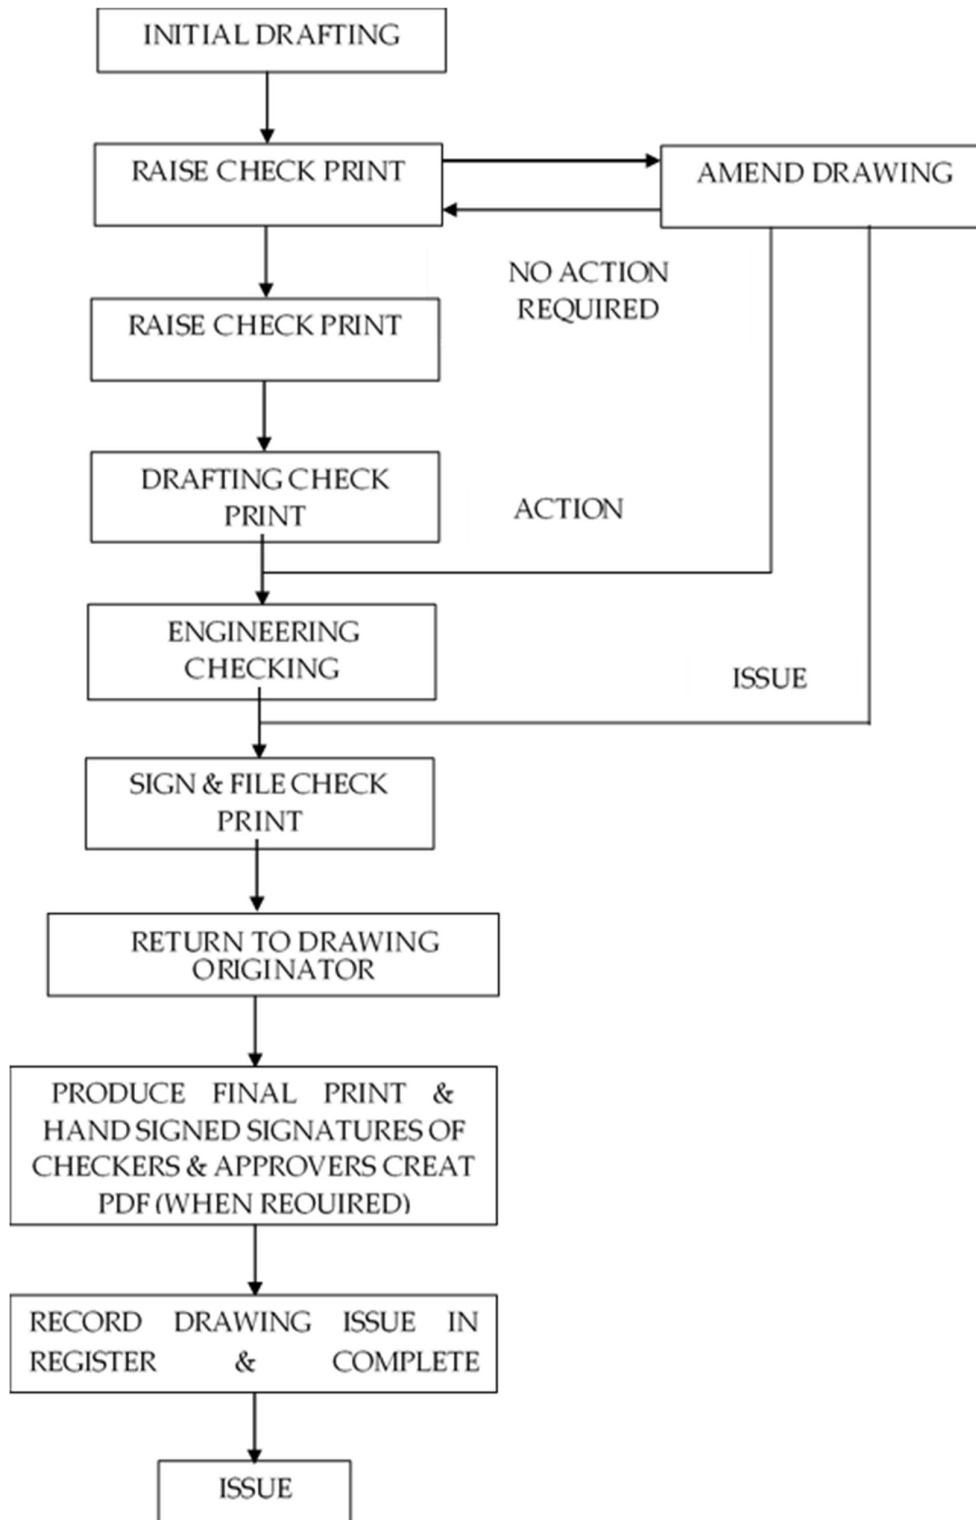 INITIAL DRAFTING
RAISE CHECK PRINT
AMEND DRAWING
NO ACTION
REQUIRED
RAISE CHECK PRINT
DRAFTING CHECK
PRINT
ACTION
ENGINEERING
CHECKING
ISSUE
SIGN & FILE CHECK
PRINT
RETURN TO DRAWING
ORIGINATOR
PRODUCE FINAL PRINT &
HAND SIGNED SIGNATURES OF
CHECKERS & APPROVERS CREAT
PDF (WHEN REQUIRED)
RECORD DRAWING ISSUE IN
REGISTER & COMPLETE
ISSUE